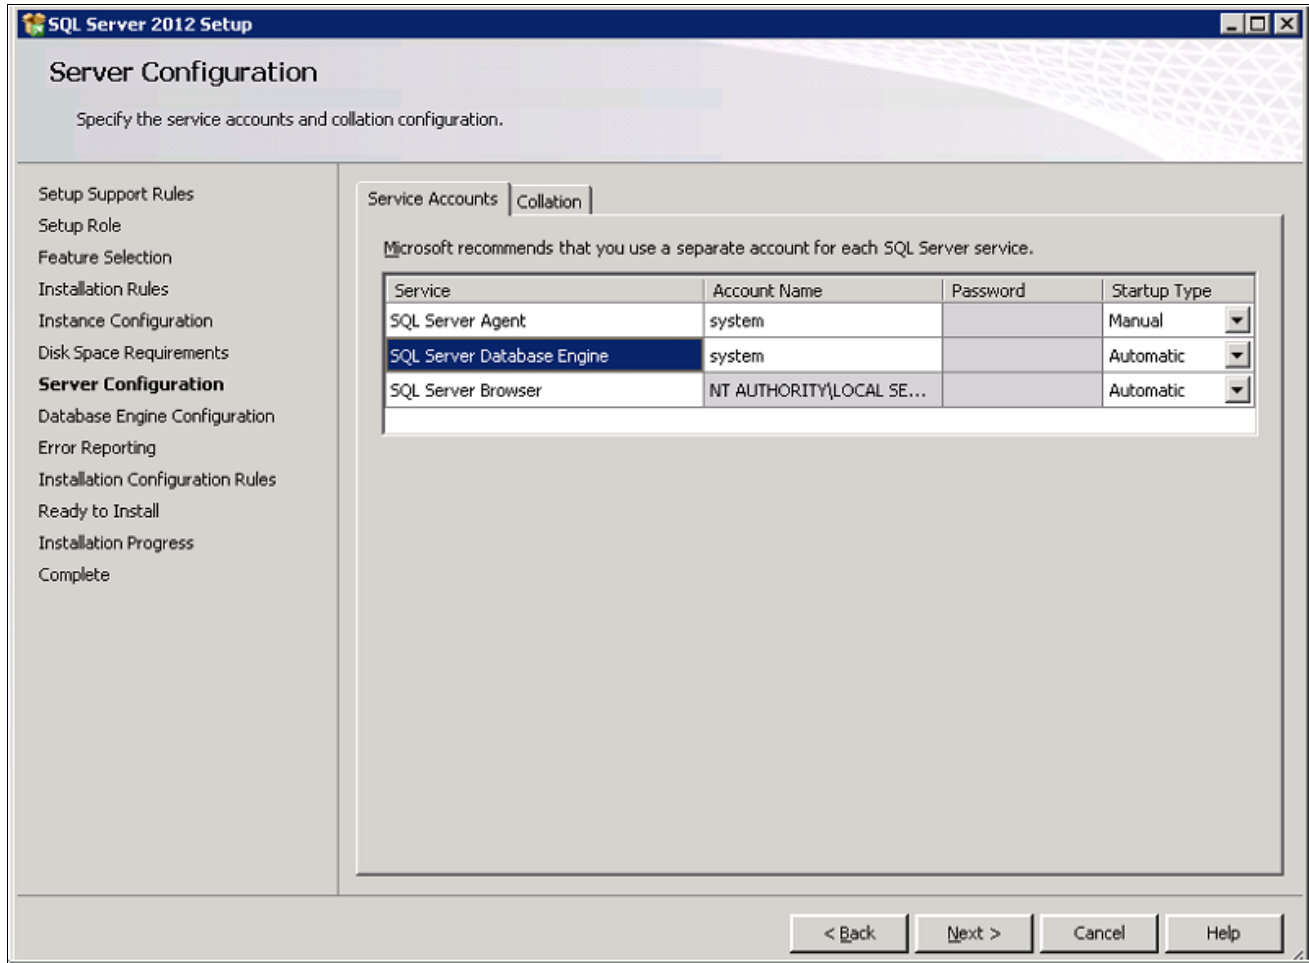 SQL Server 2012 Setup
Server Configuration
Specify the service accounts and collation configuration.
Setup Support Rules
Setup Role
Feature Selection
Installation Rules
Instance Configuration
Disk Space Requirements
Server Configuration
Database Engine Configuration
Error Reporting
Installation Configuration Rules
Ready to Install
Installation Progress
Complete
Service Accounts Collation
Microsoft recommends that you use a separate account for each SQL Server service.
Service Account Name Password Startup Type
SQL Server Agent system Manual
SQL Server Database Engine system Automatic
SQL Server Browser NT AUTHORITY\LOCAL SE... Automatic
< Back Next > Cancel Help